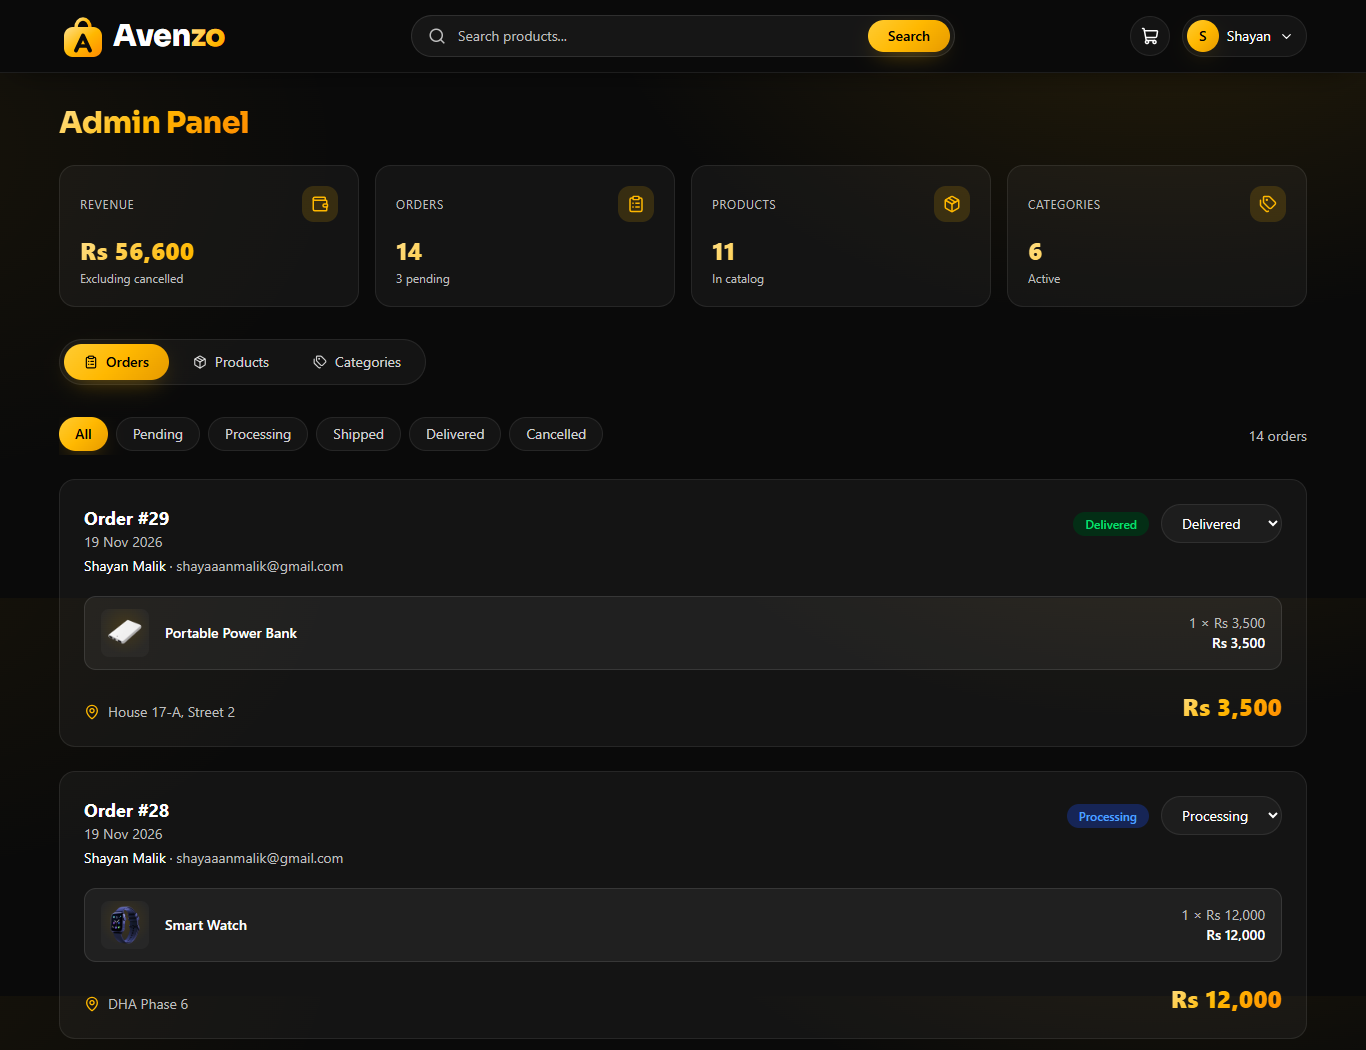 Avenzo
Search products...
Search
S
Shayan
Admin Panel
REVENUE
Rs 56,600
Excluding cancelled
ORDERS
14
3 pending
PRODUCTS
11
In catalog
CATEGORIES
6
Active
Orders
Products
Categories
All
Pending
Processing
Shipped
Delivered
Cancelled
14 orders
Order #29
19 Nov 2026
Shayan Malik · shayaaanmalik@gmail.com
Delivered
Delivered
Portable Power Bank
1 × Rs 3,500
Rs 3,500
House 17-A, Street 2
Rs 3,500
Order #28
19 Nov 2026
Shayan Malik · shayaaanmalik@gmail.com
Processing
Processing
Smart Watch
1 × Rs 12,000
Rs 12,000
DHA Phase 6
Rs 12,000